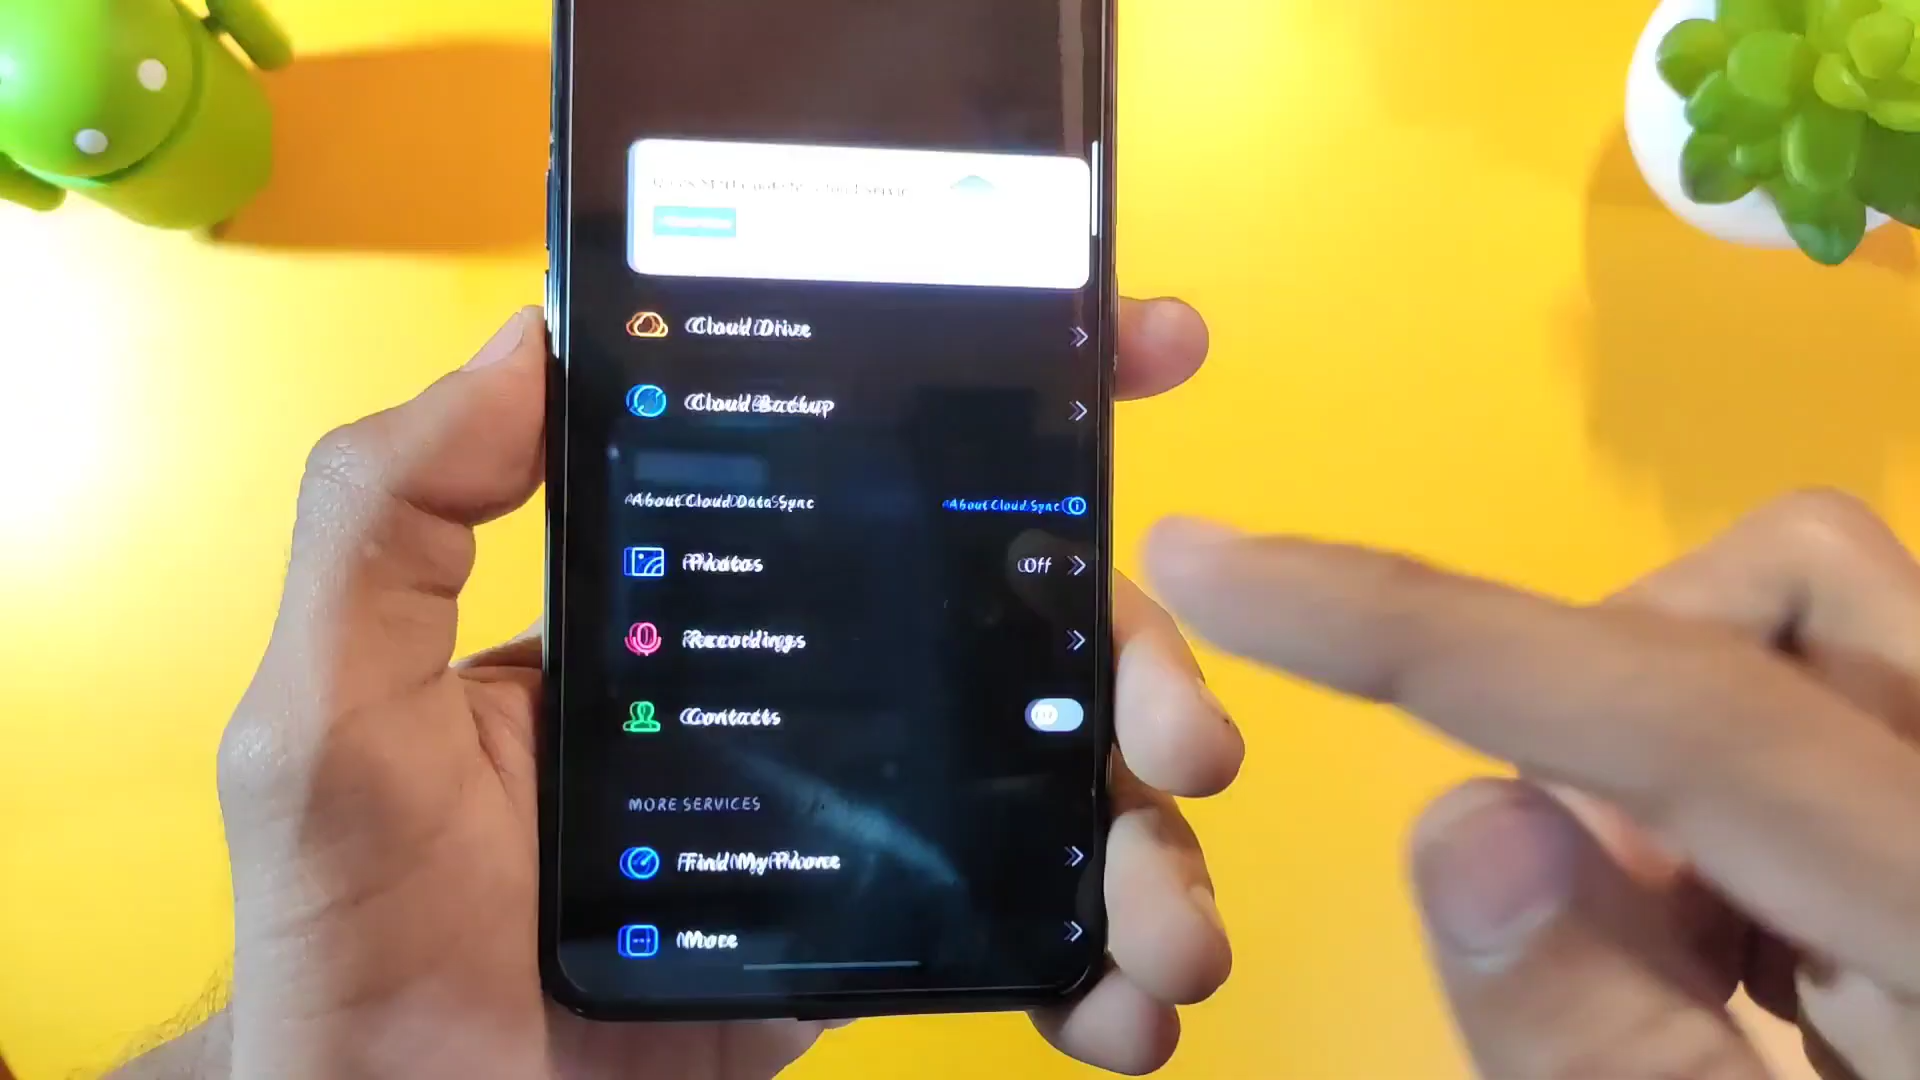 Cloud Drive
Cloud Backup
About Cloud Data Sync
About Cloud Sync
Photos
Off
Recordings
Contacts
MORE SERVICES
Find My Phone
More